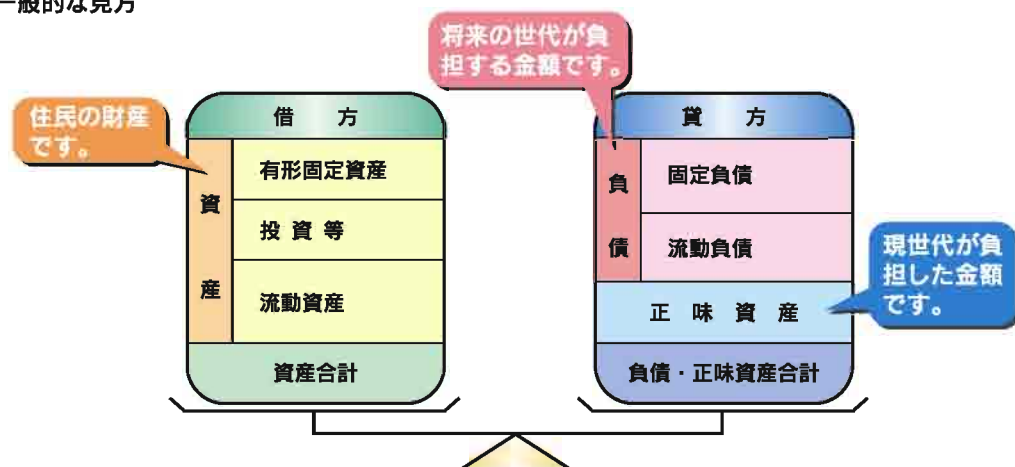 一般的な見方
将来の世代が負
担する金額です。
住民の財産
です。
借 方
資産
有形固定資産
投 資 等
流動資産
資産合計
貸 方
負債
固定負債
流動負債
正 味 資 産
負債・正味資産合計
現世代が負
担した金額
です。